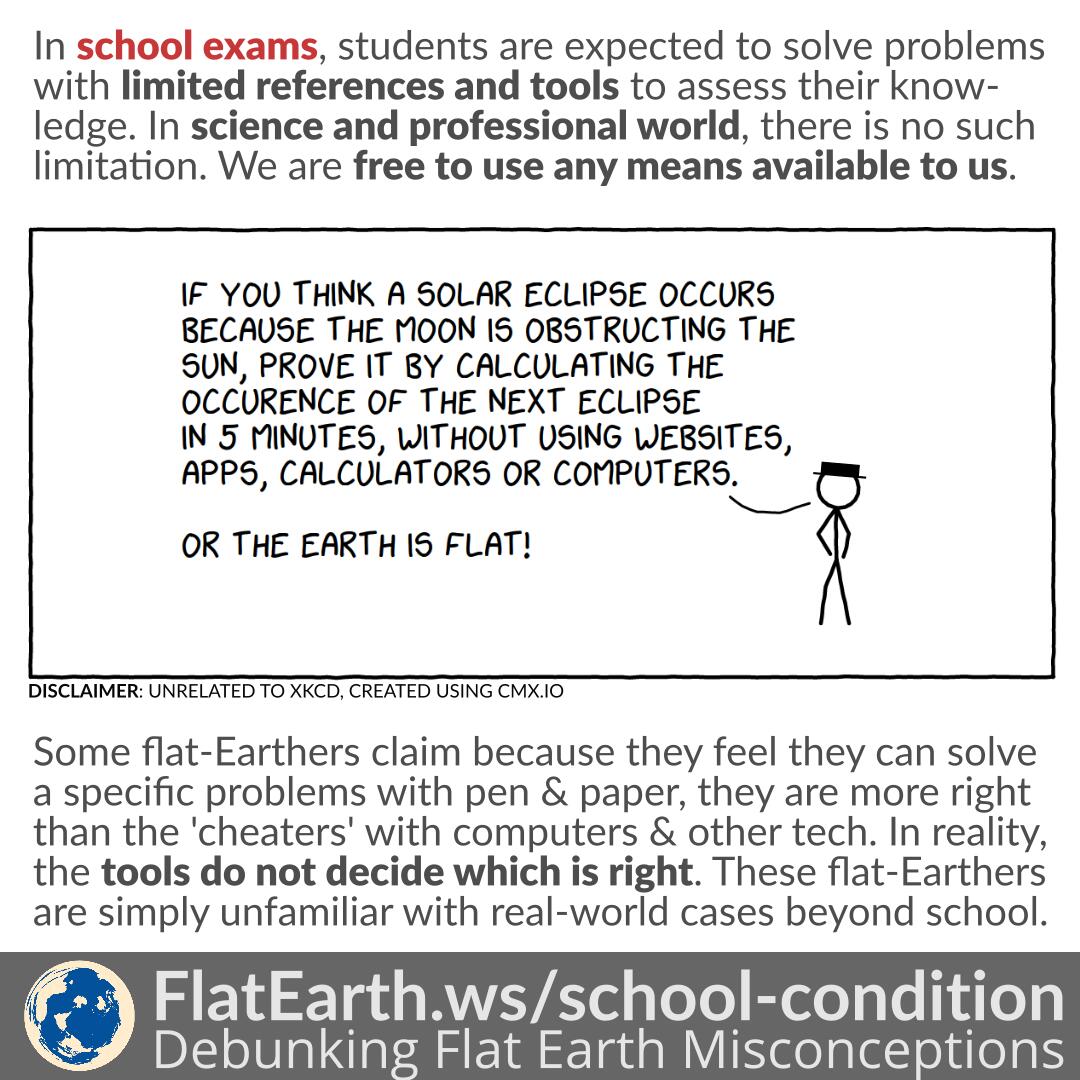 In school exams, students are expected to solve problems
with limited references and tools to assess their know-
ledge. In science and professional world, there is no such
limitation. We are free to use any means available to us.
IF YOU THINK A SOLAR ECLIPSE OCCURS
BECAUSE THE MOON IS OBSTRUCTING THE
SUN, PROVE IT BY CALCULATING THE
OCCURENCE OF THE NEXT ECLIPSE
IN 5 MINUTES, WITHOUT USING WEBSITES,
APPS, CALCULATORS OR COMPUTERS.
OR THE EARTH IS FLAT!
DISCLAIMER: UNRELATED TO XKCD, CREATED USING CMX.IO
Some flat-Earthers claim because they feel they can solve
a specific problems with pen & paper, they are more right
than the 'cheaters' with computers & other tech. In reality,
the tools do not decide which is right. These flat-Earthers
are simply unfamiliar with real-world cases beyond school.
FlatEarth.ws/school-condition
Debunking Flat Earth Misconceptions